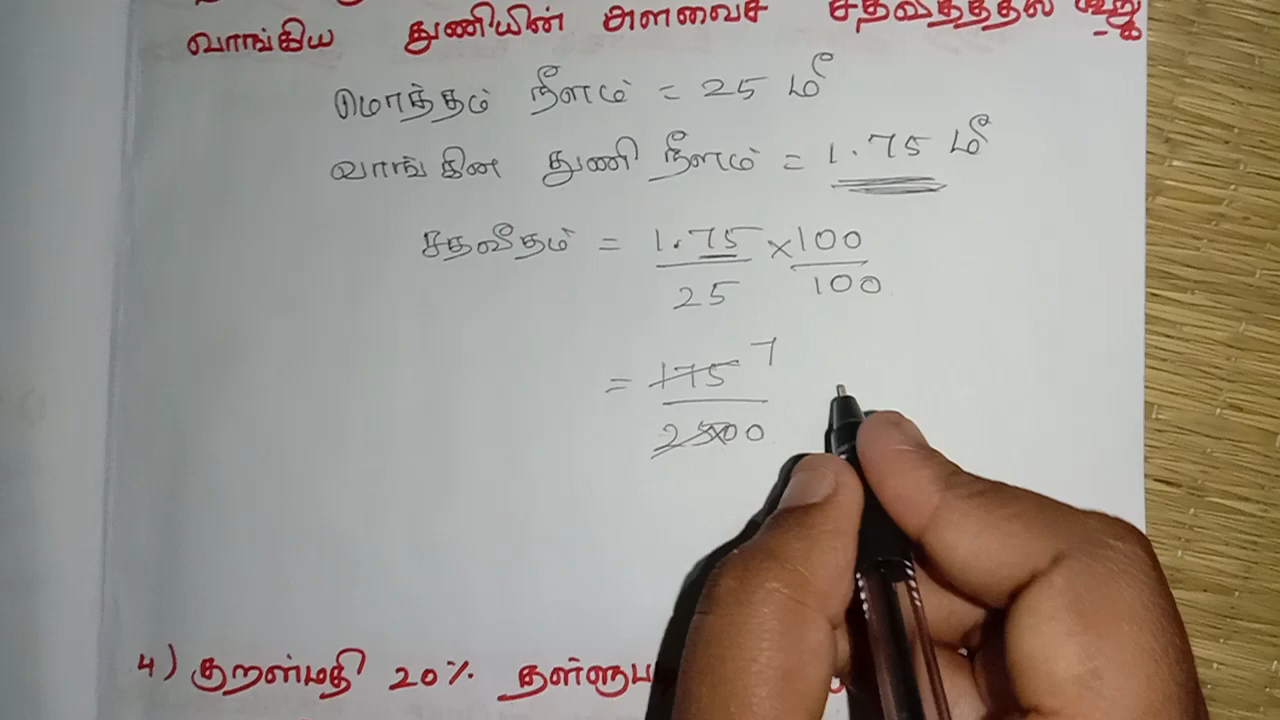 வாங்கிய துணியின் அளவைச் சதவீதத்தில் கூறு
மொத்தம் நீளம் = 25 மீ
வாங்கின துணி நீளம் = 1.75 மீ
சதவீதம் = 1.75/25 × 100/100
= 175/2500 7
4) குறள்மதி 20%